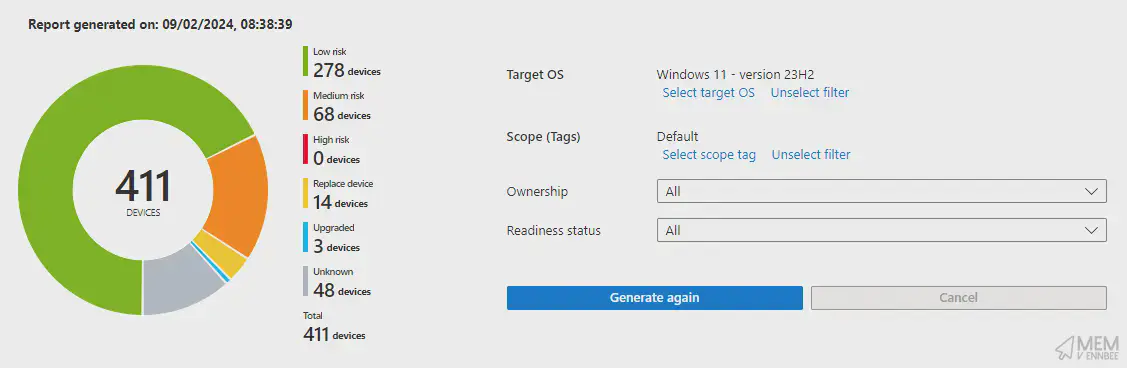 Report generated on: 09/02/2024, 08:38:39
411
DEVICES
Low risk
278 devices
Medium risk
68 devices
High risk
0 devices
Replace device
14 devices
Upgraded
3 devices
Unknown
48 devices
Total
411 devices
Target OS
Windows 11 - version 23H2
Select target OS Unselect filter
Scope (Tags)
Default
Select scope tag Unselect filter
Ownership
All
Readiness status
All
Generate again
Cancel
MEM
V ENNBEE